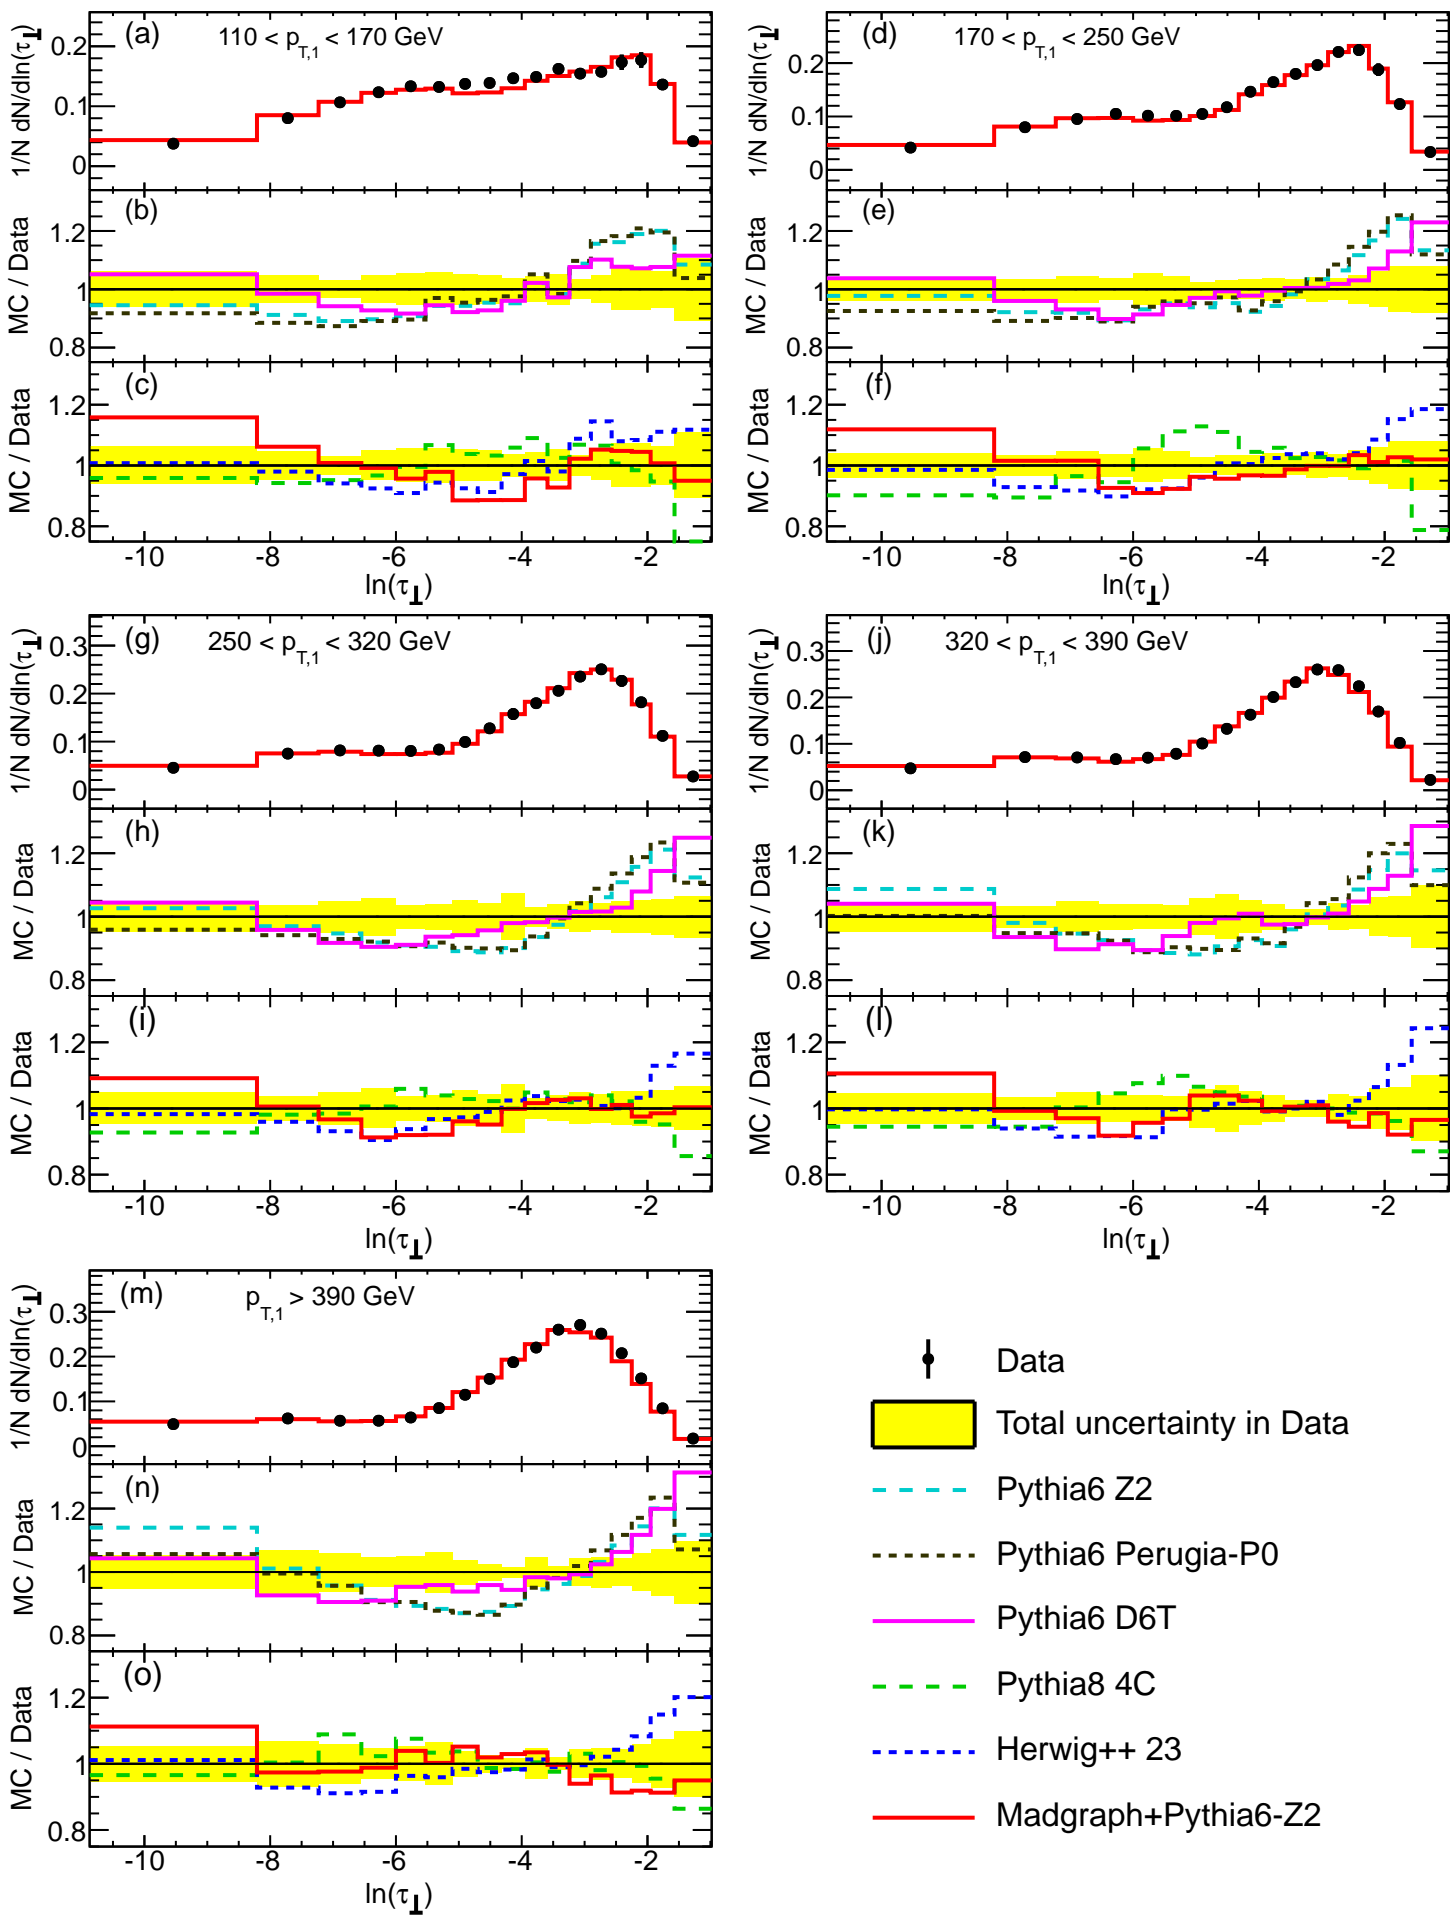 (a) 110 < p_T,1 < 170 GeV
1/N dN/dln(τ⊥)
0.2
0.1
0
(b)
MC / Data
1.2
1
0.8
(c)
MC / Data
1.2
1
0.8
-10 -8 -6 -4 -2
ln(τ⊥)
(d) 170 < p_T,1 < 250 GeV
1/N dN/dln(τ⊥)
0.2
0.1
0
(e)
MC / Data
1.2
1
0.8
(f)
MC / Data
1.2
1
0.8
-10 -8 -6 -4 -2
ln(τ⊥)
(g) 250 < p_T,1 < 320 GeV
1/N dN/dln(τ⊥)
0.3
0.2
0.1
0
(h)
MC / Data
1.2
1
0.8
(i)
MC / Data
1.2
1
0.8
-10 -8 -6 -4 -2
ln(τ⊥)
(j) 320 < p_T,1 < 390 GeV
1/N dN/dln(τ⊥)
0.3
0.2
0.1
0
(k)
MC / Data
1.2
1
0.8
(l)
MC / Data
1.2
1
0.8
-10 -8 -6 -4 -2
ln(τ⊥)
(m) p_T,1 > 390 GeV
1/N dN/dln(τ⊥)
0.3
0.2
0.1
0
(n)
MC / Data
1.2
1
0.8
(o)
MC / Data
1.2
1
0.8
-10 -8 -6 -4 -2
ln(τ⊥)
Data
Total uncertainty in Data
Pythia6 Z2
Pythia6 Perugia-P0
Pythia6 D6T
Pythia8 4C
Herwig++ 23
Madgraph+Pythia6-Z2